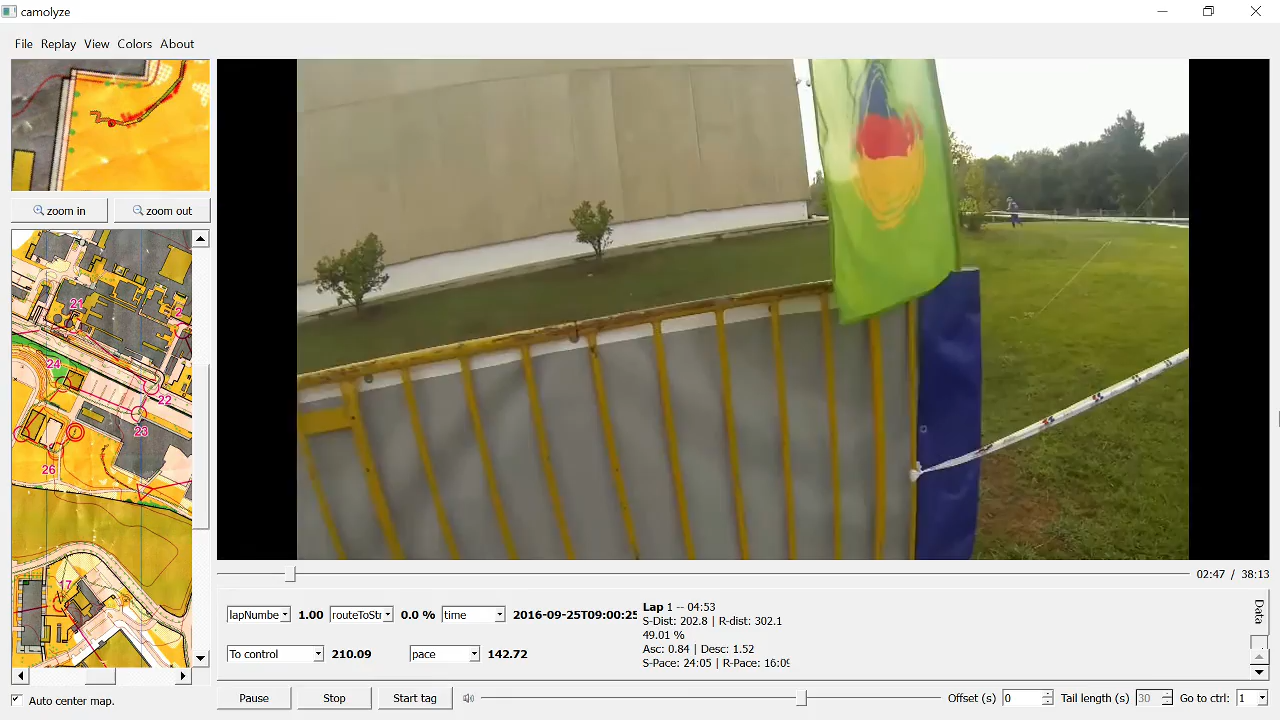 camolyze
File Replay View Colors About
zoom in zoom out
21
2
24
22
23
26
17
02:47 / 38:13
lapNumbe 1.00 routeToSt 0.0 % time 2016-09-25T09:00:25
To control 210.09 pace 142.72
Lap 1 -- 04:53
S-Dist: 202.8 | R-dist: 302.1
49.01 %
Asc: 0.84 | Desc: 1.52
S-Pace: 24:05 | R-Pace: 16:09
Data
Auto center map.
Pause Stop Start tag Offset (s) 0 Tail length (s) 30 Go to ctrl: 1